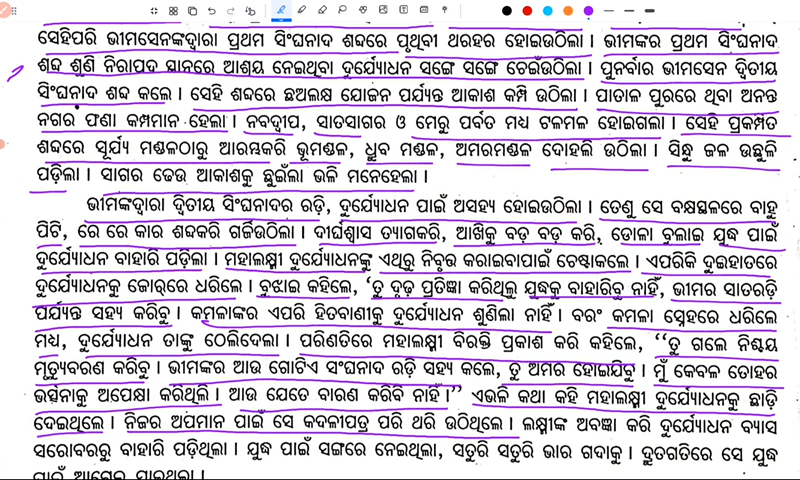 ସେହିପରି ଭୀମସେନଙ୍କଦ୍ୱାରା ପ୍ରଥମ ସିଂଘନାଦ ଶବ୍ଦରେ ପୃଥିବୀ ଥରହର ହୋଇଉଠିଲା । ଭୀମଙ୍କର ପ୍ରଥମ ସିଂଘନାଦ
ଶବ୍ଦ ଶୁଣି ନିରାପଦ ସ୍ଥାନରେ ଆଶ୍ରୟ ନେଇଥିବା ଦୁର୍ଯ୍ୟୋଧନ ସଙ୍ଗେ ସଙ୍ଗେ ଚେଇଁଉଠିଲା । ପୁନର୍ବାର ଭୀମସେନ ଦ୍ୱିତୀୟ
ସିଂଘନାଦ ଶବ୍ଦ କଲେ । ସେହି ଶବ୍ଦରେ ଛଅଲକ୍ଷ ଯୋଜନ ପର୍ଯ୍ୟନ୍ତ ଆକାଶ କମ୍ପି ଉଠିଲା । ପାତାଳ ପୁରରେ ଥିବା ଅନନ୍ତ
ନଗର ଫଣା କମ୍ପମାନ ହେଲା । ନବଦ୍ୱୀପ, ସାତସାଗର ଓ ମେରୁ ପର୍ବତ ମଧ୍ୟ ଟଳମଳ ହୋଇଗଲା । ସେହି ପ୍ରକମ୍ପିତ
ଶବ୍ଦରେ ସୂର୍ଯ୍ୟ ମଣ୍ଡଳଠାରୁ ଆରମ୍ଭକରି ଭୂମଣ୍ଡଳ, ଧ୍ରୁବ ମଣ୍ଡଳ, ଅମରମଣ୍ଡଳ ଦୋହଲି ଉଠିଲା । ସିନ୍ଧୁ ଜଳ ଉଛୁଳି
ପଡ଼ିଲା । ସାଗର ଢେଉ ଆକାଶକୁ ଛୁଇଁଲା ଭଳି ମନେହେଲା ।
ଭୀମଙ୍କଦ୍ୱାରା ଦ୍ୱିତୀୟ ସିଂଘନାଦର ରଡ଼ି, ଦୁର୍ଯ୍ୟୋଧନ ପାଇଁ ଅସହ୍ୟ ହୋଇଉଠିଲା । ତେଣୁ ସେ ବକ୍ଷସ୍ଥଳରେ ବାହୁ
ପିଟି, ରେ ରେ କାର ଶବ୍ଦକରି ଗର୍ଜିଉଠିଲା । ଦୀର୍ଘଶ୍ୱାସ ତ୍ୟାଗକରି, ଆଖିକୁ ବଡ଼ ବଡ଼ କରି, ଡୋଳା ବୁଲାଇ ଯୁଦ୍ଧ ପାଇଁ
ଦୁର୍ଯ୍ୟୋଧନ ବାହାରି ପଡ଼ିଲା । ମହାଲକ୍ଷ୍ମୀ ଦୁର୍ଯ୍ୟୋଧନଙ୍କୁ ଏଥିରୁ ନିବୃତ୍ତ କରାଇବାପାଇଁ ଚେଷ୍ଟାକଲେ । ଏପରିକି ଦୁଇହାତରେ
ଦୁର୍ଯ୍ୟୋଧନକୁ ଜୋର୍‌ରେ ଧରିଲେ । ବୁଝାଇ କହିଲେ, ‘ତୁ ଦୃଢ଼ ପ୍ରତିଜ୍ଞା କରିଥିଲୁ ଯୁଦ୍ଧକୁ ବାହାରିବୁ ନାହିଁ, ଭୀମର ସାତରଡ଼ି
ପର୍ଯ୍ୟନ୍ତ ସହ୍ୟ କରିବୁ । କମଳାଙ୍କର ଏପରି ହିତବାଣୀକୁ ଦୁର୍ଯ୍ୟୋଧନ ଶୁଣିଲା ନାହିଁ । ବରଂ କମଳା ସ୍ନେହରେ ଧରିଲେ
ମଧ୍ୟ, ଦୁର୍ଯ୍ୟୋଧନ ତାଙ୍କୁ ଠେଲିଦେଲା । ପରିଣତିରେ ମହାଲକ୍ଷ୍ମୀ ବିରକ୍ତି ପ୍ରକାଶ କରି କହିଲେ, “ତୁ ଗଲେ ନିଶ୍ଚୟ
ମୃତ୍ୟୁବରଣ କରିବୁ । ଭୀମଙ୍କର ଆଉ ଗୋଟିଏ ସଂଘନାଦ ରଡ଼ି ସହ୍ୟ କଲେ, ତୁ ଅମର ହୋଇଯିବୁ । ମୁଁ କେବଳ ତୋହର
ଭର୍ତ୍ସନାକୁ ଅପେକ୍ଷା କରିଥିଲି । ଆଉ ଯେତେ ବାରଣ କରିବି ନାହିଁ ।” ଏଭଳି କଥା କହି ମହାଲକ୍ଷ୍ମୀ ଦୁର୍ଯ୍ୟୋଧନକୁ ଛାଡ଼ି
ଦେଇଥିଲେ । ନିଜର ଅପମାନ ପାଇଁ ସେ କଦଳୀପତ୍ର ପରି ଥରି ଉଠିଥିଲେ । ଲକ୍ଷ୍ମୀଙ୍କ ଅବଜ୍ଞା କରି ଦୁର୍ଯ୍ୟୋଧନ ବ୍ୟାସ
ସରୋବରରୁ ବାହାରି ପଡ଼ିଥିଲା । ଯୁଦ୍ଧ ପାଇଁ ସଙ୍ଗରେ ନେଇଥିଲା, ସତୁରି ସତୁରି ଭାର ଗଦାକୁ । ଦ୍ରୁତଗତିରେ ସେ ଯୁଦ୍ଧ